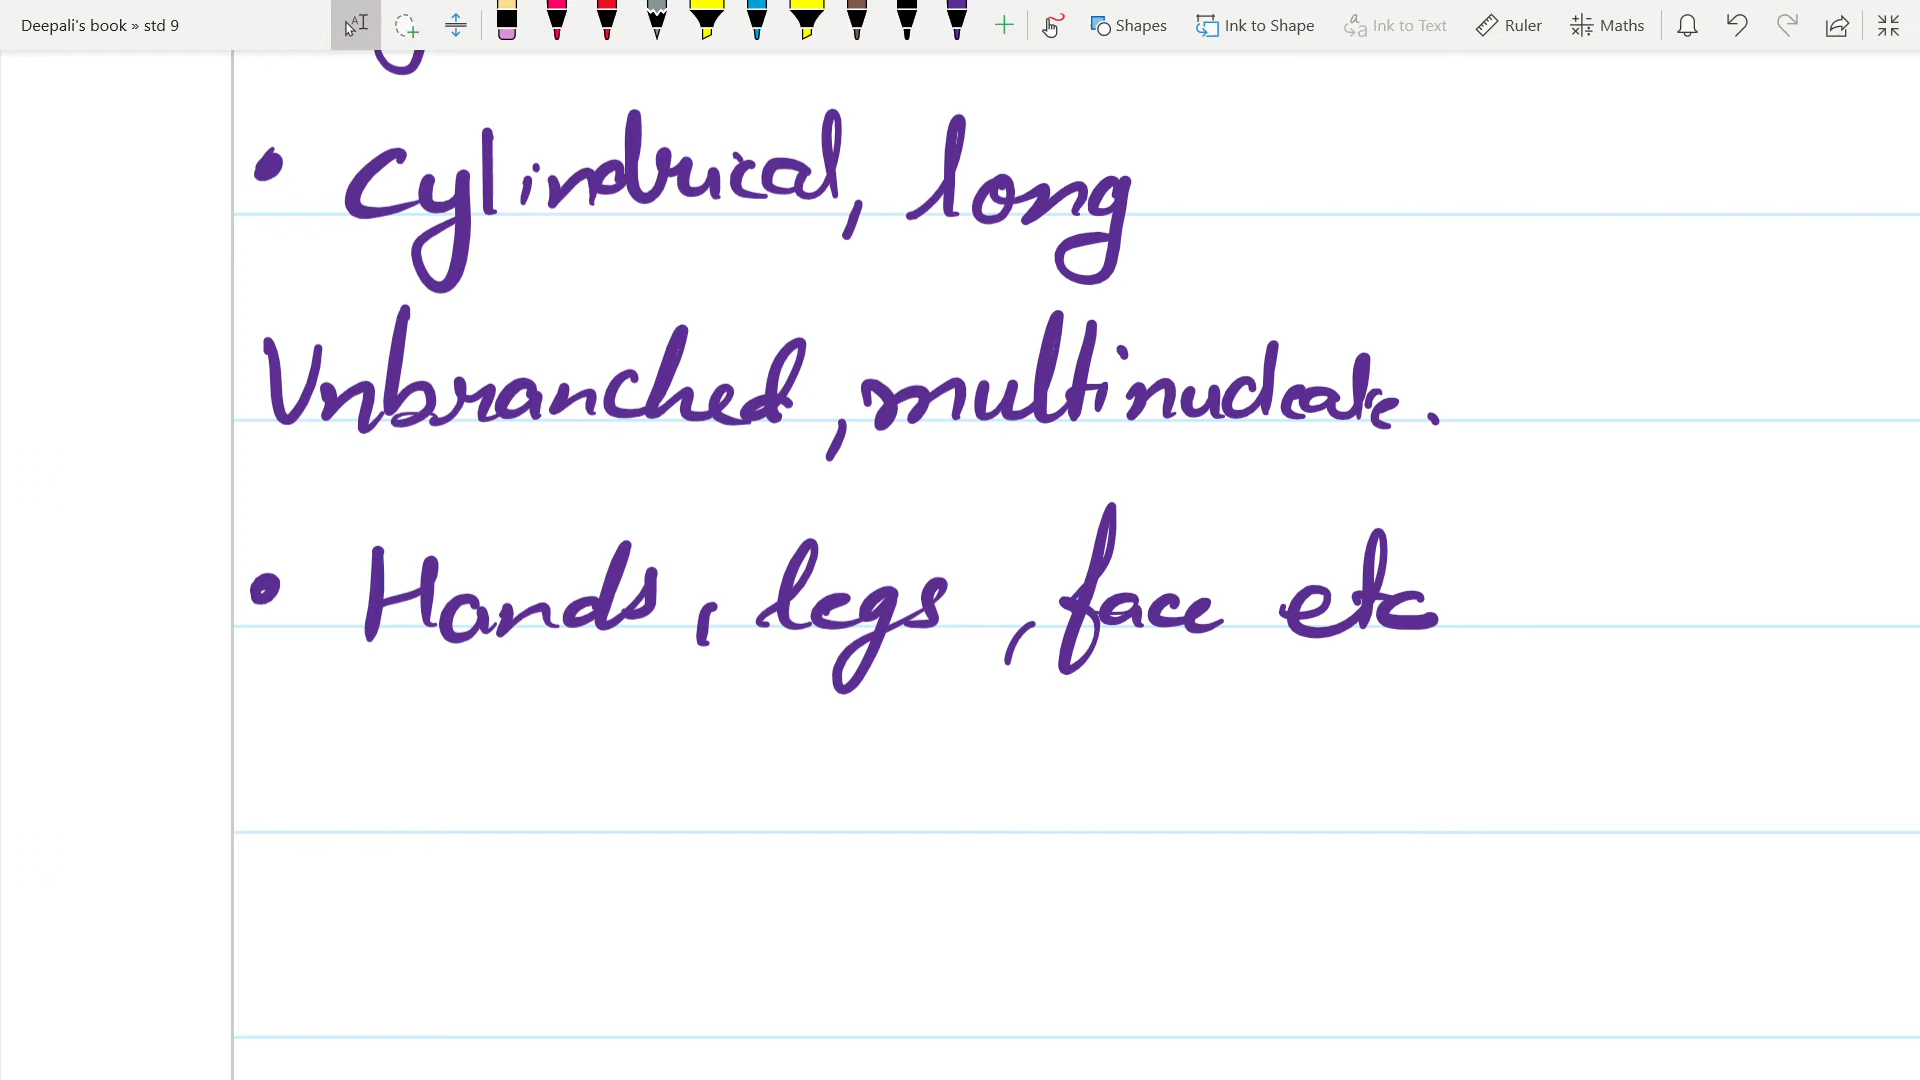 Deepali's book » std 9 Shapes Ink to Shape Ink to Text Ruler Maths
• Cylindrical, long
Unbranched, multinucleate.
• Hands, legs, face etc